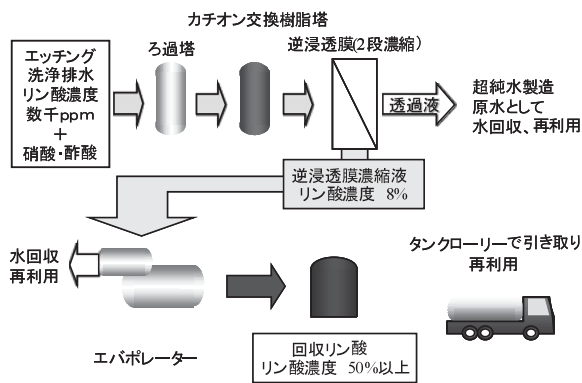 カチオン交換樹脂塔
エッチング
洗浄排水
リン酸濃度
数千ppm
+
硝酸・酢酸
ろ過塔
逆浸透膜(2段濃縮)
透過液
超純水製造
原水として
水回収、再利用
逆浸透膜濃縮液
リン酸濃度 8%
水回収
再利用
エバポレーター
回収リン酸
リン酸濃度 50%以上
タンクローリーで引き取り
再利用